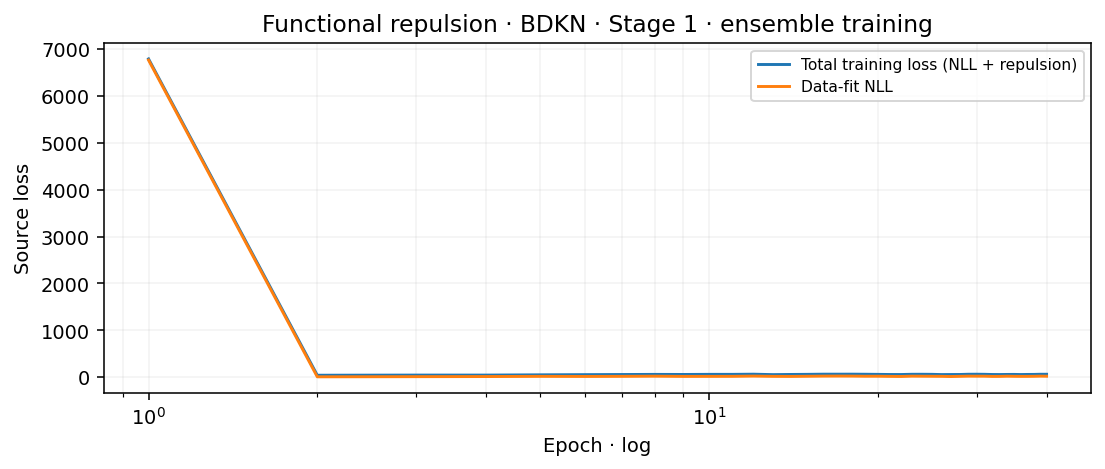 Functional repulsion · BDKN · Stage 1 · ensemble training
Total training loss (NLL + repulsion)
Data-fit NLL
Source loss
7000
6000
5000
4000
3000
2000
1000
0
10⁰
10¹
Epoch · log